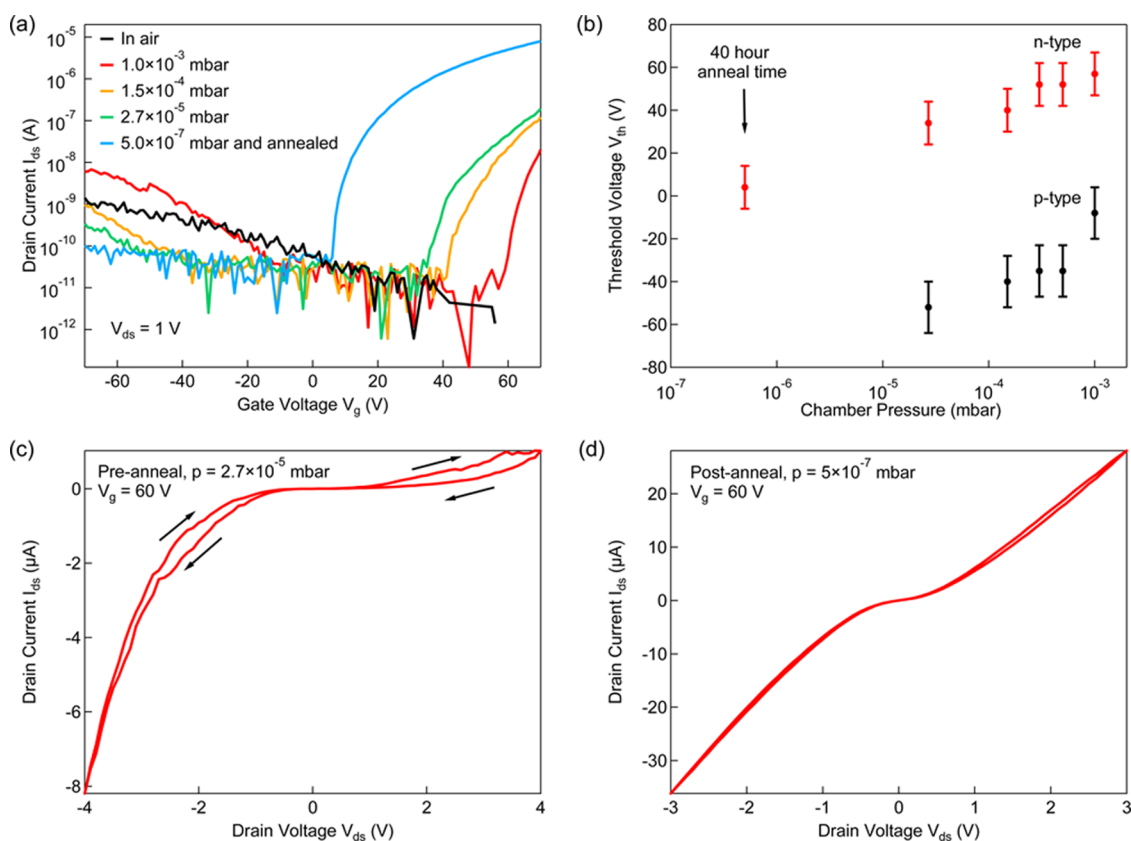 (a)
10⁻⁵
10⁻⁶
10⁻⁷
10⁻⁸
10⁻⁹
10⁻¹⁰
10⁻¹¹
10⁻¹²
Drain Current I_ds (A)
In air
1.0×10⁻³ mbar
1.5×10⁻⁴ mbar
2.7×10⁻⁵ mbar
5.0×10⁻⁷ mbar and annealed
V_ds = 1 V
-60
-40
-20
0
20
40
60
Gate Voltage V_g (V)
(b)
80
60
40
20
0
-20
-40
-60
-80
Threshold Voltage V_th (V)
40 hour
anneal time
n-type
p-type
10⁻⁷
10⁻⁶
10⁻⁵
10⁻⁴
10⁻³
Chamber Pressure (mbar)
(c)
0
-2
-4
-6
-8
Drain Current I_ds (µA)
Pre-anneal, p = 2.7×10⁻⁵ mbar
V_g = 60 V
-4
-2
0
2
4
Drain Voltage V_ds (V)
(d)
20
10
0
-10
-20
-30
Drain Current I_ds (µA)
Post-anneal, p = 5×10⁻⁷ mbar
V_g = 60 V
-3
-2
-1
0
1
2
3
Drain Voltage V_ds (V)